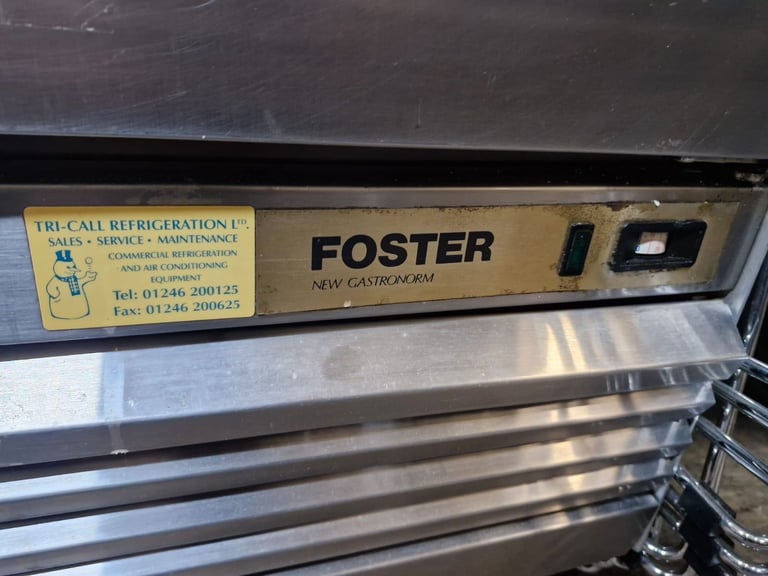 TRI-CALL REFRIGERATION LTD.
SALES • SERVICE • MAINTENANCE
COMMERCIAL REFRIGERATION
AND AIR CONDITIONING
EQUIPMENT
Tel: 01246 200125
Fax: 01246 200625
FOSTER
NEW GASTRONORM